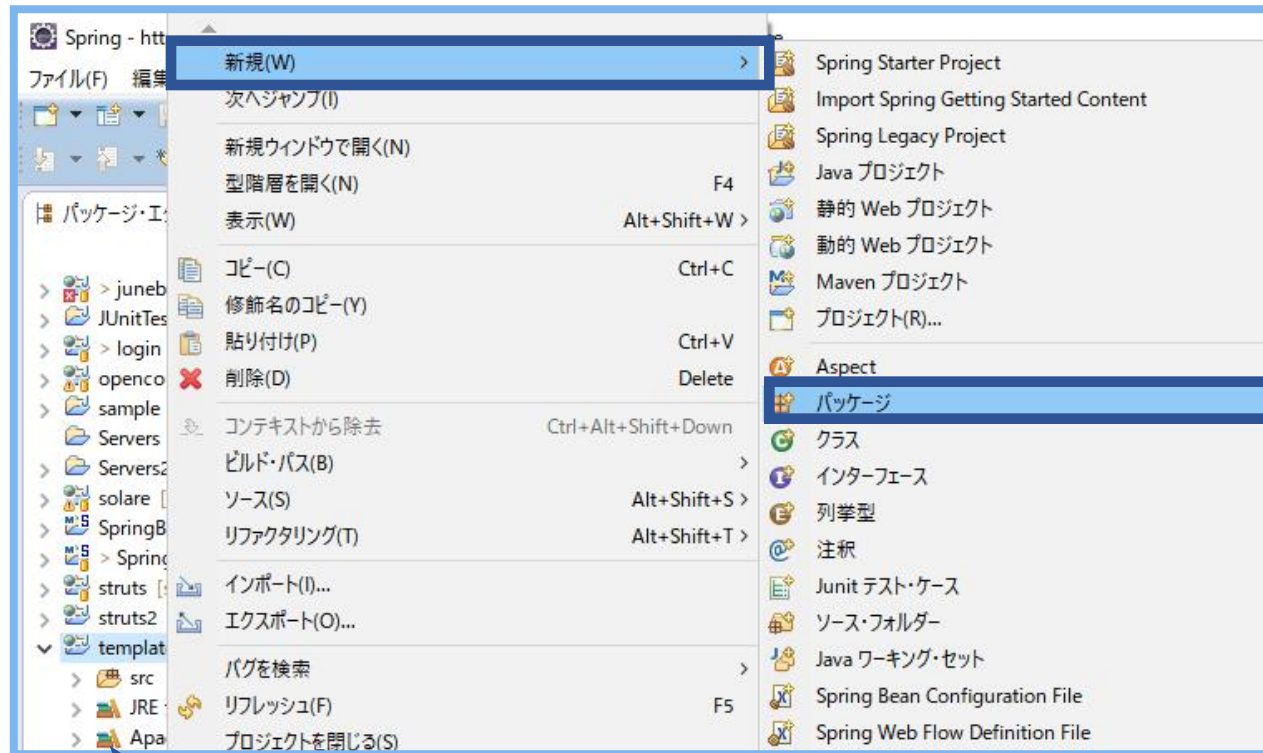 Spring - htt
ファイル(F) 編集
パッケージ・エ
> juneb
JUnitTes
> login
openco
sample
Servers
Servers2
solare [
SpringB
> Spring
struts [
struts2
templat
src
JRE
Apa
新規(W)
次へジャンプ(I)
新規ウィンドウで開く(N)
型階層を開く(N) F4
表示(W) Alt+Shift+W >
コピー(C) Ctrl+C
修飾名のコピー(Y)
貼り付け(P) Ctrl+V
削除(D) Delete
コンテキストから除去 Ctrl+Alt+Shift+Down
ビルド・パス(B) >
ソース(S) Alt+Shift+S >
リファクタリング(T) Alt+Shift+T >
インポート(I)...
エクスポート(O)...
バグを検索 >
リフレッシュ(F) F5
プロジェクトを閉じる(S)
Spring Starter Project
Import Spring Getting Started Content
Spring Legacy Project
Java プロジェクト
静的 Web プロジェクト
動的 Web プロジェクト
Maven プロジェクト
プロジェクト(R)...
Aspect
パッケージ
クラス
インターフェース
列挙型
注釈
Junit テスト・ケース
ソース・フォルダー
Java ワーキング・セット
Spring Bean Configuration File
Spring Web Flow Definition File